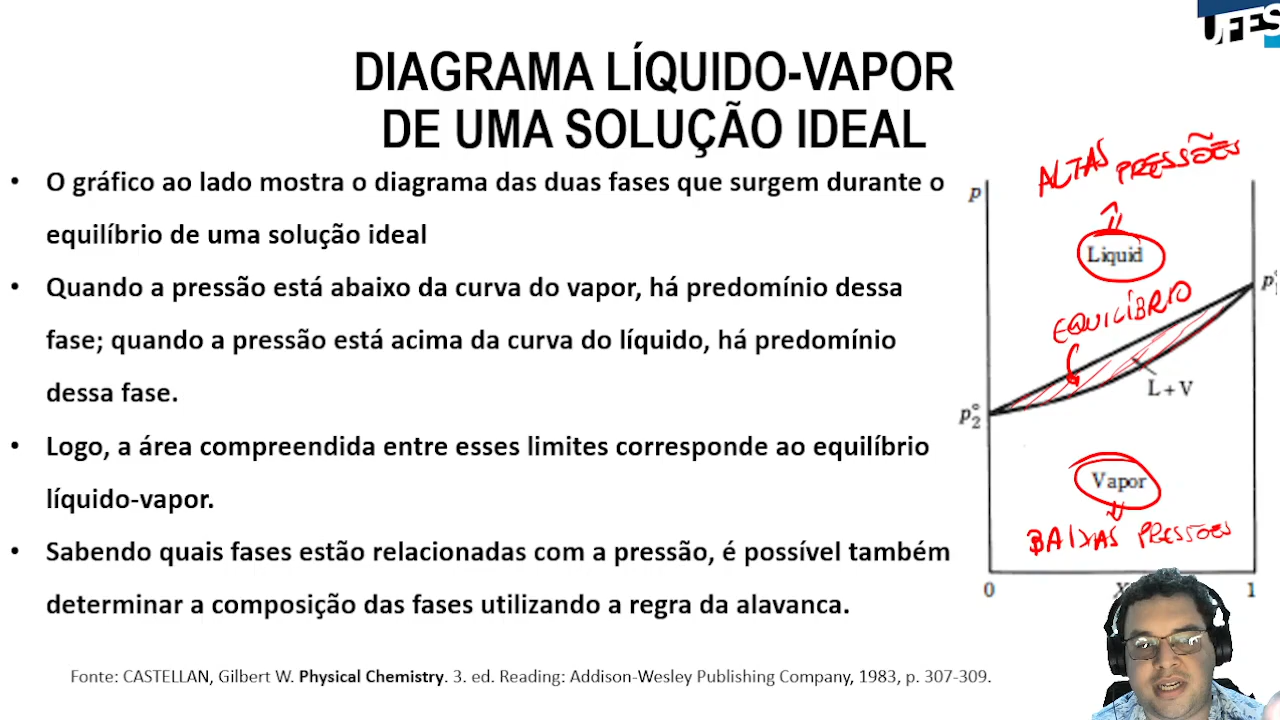 UFES
DIAGRAMA LÍQUIDO-VAPOR
DE UMA SOLUÇÃO IDEAL
• O gráfico ao lado mostra o diagrama das duas fases que surgem durante o
equilíbrio de uma solução ideal
• Quando a pressão está abaixo da curva do vapor, há predomínio dessa
fase; quando a pressão está acima da curva do líquido, há predomínio
dessa fase.
• Logo, a área compreendida entre esses limites corresponde ao equilíbrio
líquido-vapor.
• Sabendo quais fases estão relacionadas com a pressão, é possível também
determinar a composição das fases utilizando a regra da alavanca.
ALTAS PRESSÕES
p
Liquid
p₁°
EQUILÍBRIO
L + V
p₂°
Vapor
BAIXAS PRESSÕES
0 X 1
Fonte: CASTELLAN, Gilbert W. Physical Chemistry. 3. ed. Reading: Addison-Wesley Publishing Company, 1983, p. 307-309.